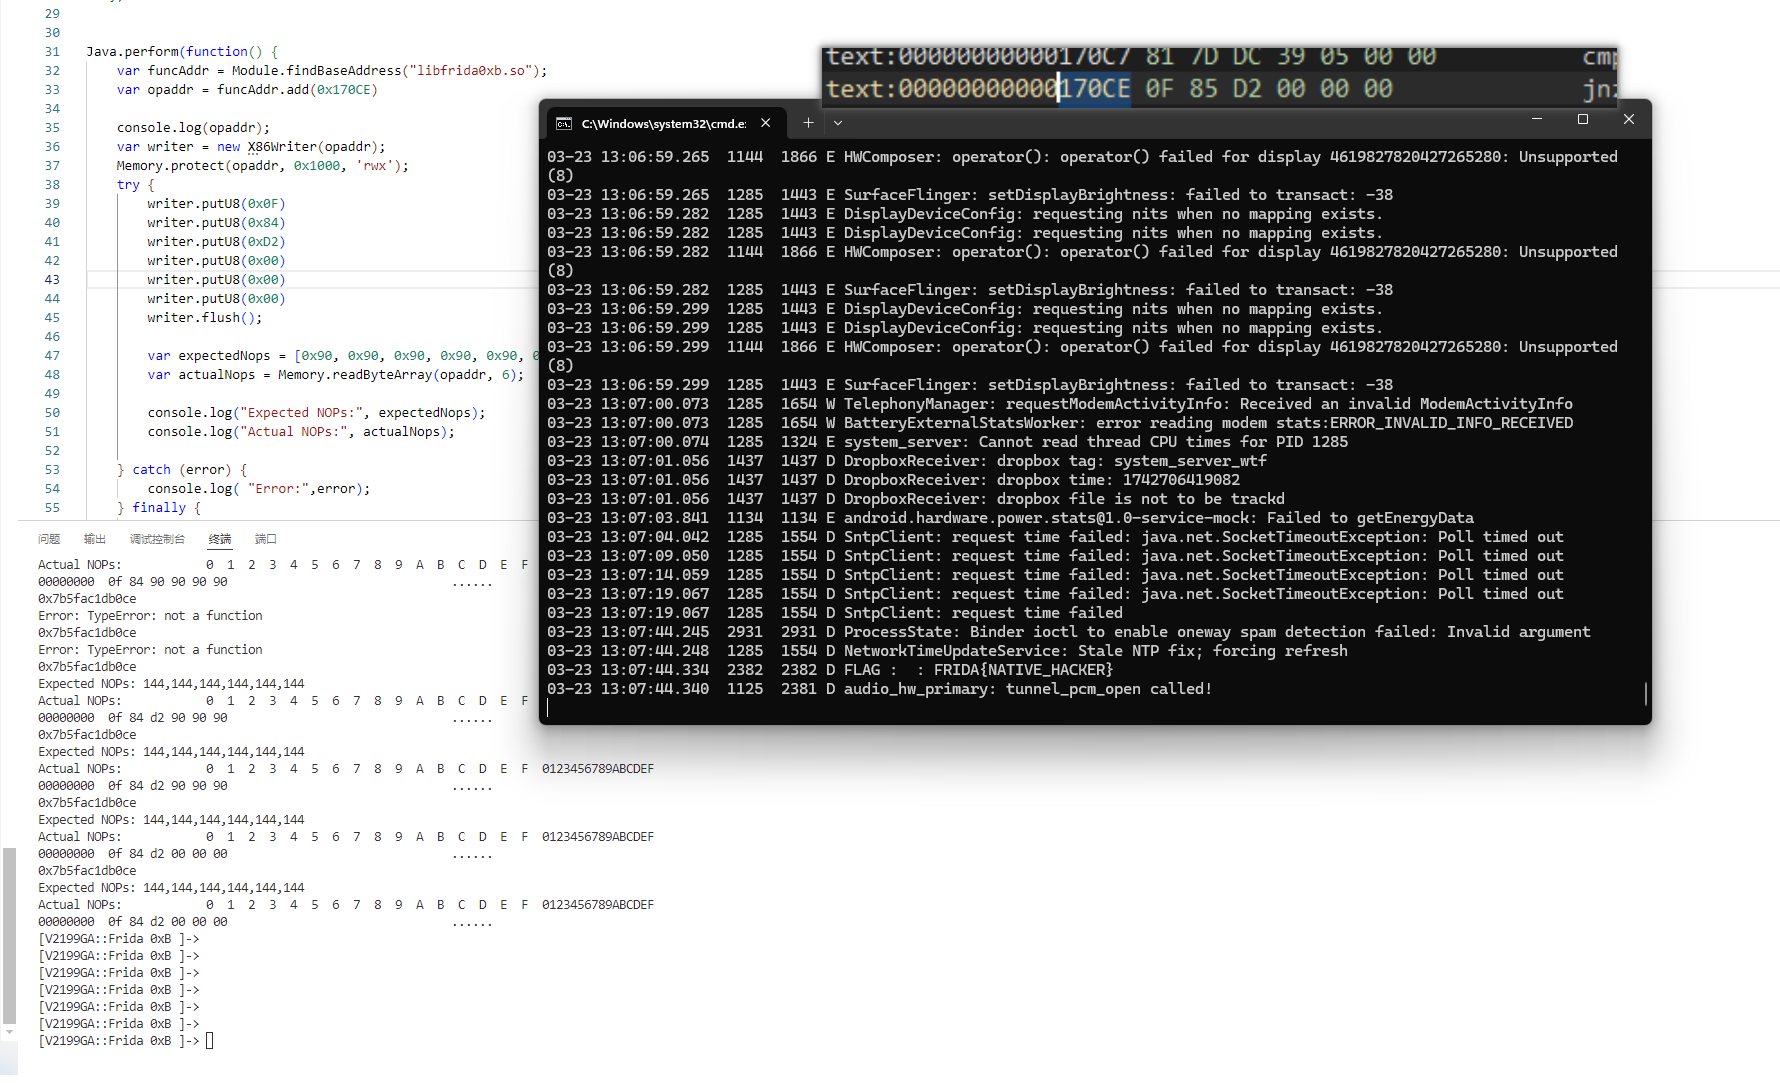 29
30
31 Java.perform(function() {
32 var funcAddr = Module.findBaseAddress("libfrida0xb.so");
33 var opaddr = funcAddr.add(0x170CE)
34
35 console.log(opaddr);
36 var writer = new X86Writer(opaddr);
37 Memory.protect(opaddr, 0x1000, 'rwx');
38 try {
39 writer.putU8(0x0F)
40 writer.putU8(0x84)
41 writer.putU8(0xD2)
42 writer.putU8(0x00)
43 writer.putU8(0x00)
44 writer.putU8(0x00)
45 writer.flush();
46
47 var expectedNops = [0x90, 0x90, 0x90, 0x90, 0x90,
48 var actualNops = Memory.readByteArray(opaddr, 6);
49
50 console.log("Expected NOPs:", expectedNops);
51 console.log("Actual NOPs:", actualNops);
52
53 } catch (error) {
54 console.log( "Error:",error);
55 } finally {
text:00000000000170C7 81 7D DC 39 05 00 00 cmp
text:00000000000170CE 0F 85 D2 00 00 00 jnz
C:\Windows\system32\cmd.e
03-23 13:06:59.265 1144 1866 E HWComposer: operator(): operator() failed for display 4619827820427265280: Unsupported
(8)
03-23 13:06:59.265 1285 1443 E SurfaceFlinger: setDisplayBrightness: failed to transact: -38
03-23 13:06:59.282 1285 1443 E DisplayDeviceConfig: requesting nits when no mapping exists.
03-23 13:06:59.282 1285 1443 E DisplayDeviceConfig: requesting nits when no mapping exists.
03-23 13:06:59.282 1144 1866 E HWComposer: operator(): operator() failed for display 4619827820427265280: Unsupported
(8)
03-23 13:06:59.282 1285 1443 E SurfaceFlinger: setDisplayBrightness: failed to transact: -38
03-23 13:06:59.299 1285 1443 E DisplayDeviceConfig: requesting nits when no mapping exists.
03-23 13:06:59.299 1285 1443 E DisplayDeviceConfig: requesting nits when no mapping exists.
03-23 13:06:59.299 1144 1866 E HWComposer: operator(): operator() failed for display 4619827820427265280: Unsupported
(8)
03-23 13:06:59.299 1285 1443 E SurfaceFlinger: setDisplayBrightness: failed to transact: -38
03-23 13:07:00.073 1285 1654 W TelephonyManager: requestModemActivityInfo: Received an invalid ModemActivityInfo
03-23 13:07:00.073 1285 1654 W BatteryExternalStatsWorker: error reading modem stats:ERROR_INVALID_INFO_RECEIVED
03-23 13:07:00.074 1285 1324 E system_server: Cannot read thread CPU times for PID 1285
03-23 13:07:01.056 1437 1437 D DropboxReceiver: dropbox tag: system_server_wtf
03-23 13:07:01.056 1437 1437 D DropboxReceiver: dropbox time: 1742706419082
03-23 13:07:01.056 1437 1437 D DropboxReceiver: dropbox file is not to be trackd
03-23 13:07:03.841 1134 1134 E android.hardware.power.stats@1.0-service-mock: Failed to getEnergyData
03-23 13:07:04.042 1285 1554 D SntpClient: request time failed: java.net.SocketTimeoutException: Poll timed out
03-23 13:07:09.050 1285 1554 D SntpClient: request time failed: java.net.SocketTimeoutException: Poll timed out
03-23 13:07:14.059 1285 1554 D SntpClient: request time failed: java.net.SocketTimeoutException: Poll timed out
03-23 13:07:19.067 1285 1554 D SntpClient: request time failed: java.net.SocketTimeoutException: Poll timed out
03-23 13:07:19.067 1285 1554 D SntpClient: request time failed
03-23 13:07:44.245 2931 2931 D ProcessState: Binder ioctl to enable oneway spam detection failed: Invalid argument
03-23 13:07:44.248 1285 1554 D NetworkTimeUpdateService: Stale NTP fix; forcing refresh
03-23 13:07:44.334 2382 2382 D FLAG :  : FRIDA{NATIVE_HACKER}
03-23 13:07:44.340 1125 2381 D audio_hw_primary: tunnel_pcm_open called!
问题 输出 调试控制台 终端 端口
Actual NOPs: 0 1 2 3 4 5 6 7 8 9 A B C D E F
00000000 0f 84 90 90 90 90 ......
0x7b5fac1db0ce
Error: TypeError: not a function
0x7b5fac1db0ce
Error: TypeError: not a function
0x7b5fac1db0ce
Expected NOPs: 144,144,144,144,144,144
Actual NOPs: 0 1 2 3 4 5 6 7 8 9 A B C D E F
00000000 0f 84 d2 90 90 90 ......
0x7b5fac1db0ce
Expected NOPs: 144,144,144,144,144,144
Actual NOPs: 0 1 2 3 4 5 6 7 8 9 A B C D E F 0123456789ABCDEF
00000000 0f 84 d2 90 90 90 ......
0x7b5fac1db0ce
Expected NOPs: 144,144,144,144,144,144
Actual NOPs: 0 1 2 3 4 5 6 7 8 9 A B C D E F 0123456789ABCDEF
00000000 0f 84 d2 00 00 00 ......
0x7b5fac1db0ce
Expected NOPs: 144,144,144,144,144,144
Actual NOPs: 0 1 2 3 4 5 6 7 8 9 A B C D E F 0123456789ABCDEF
00000000 0f 84 d2 00 00 00 ......
[V2199GA::Frida 0xB ]->
[V2199GA::Frida 0xB ]->
[V2199GA::Frida 0xB ]->
[V2199GA::Frida 0xB ]->
[V2199GA::Frida 0xB ]->
[V2199GA::Frida 0xB ]->
[V2199GA::Frida 0xB ]->